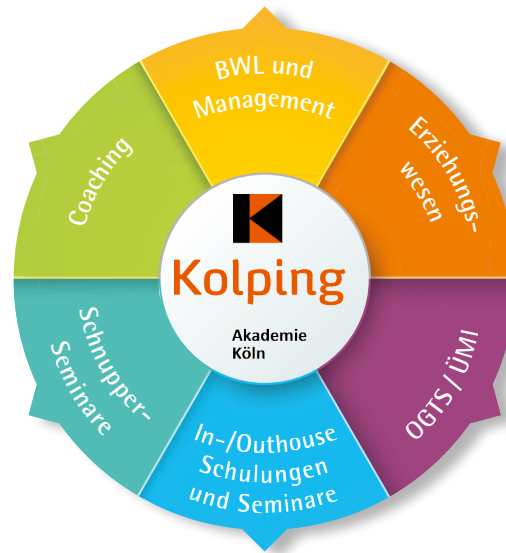 BWL und
Management
Erziehungs-
wesen
OGTS / ÜMI
In-/Outhouse
Schulungen
und Seminare
Schnupper-
Seminare
Coaching
Kolping
Akademie
Köln